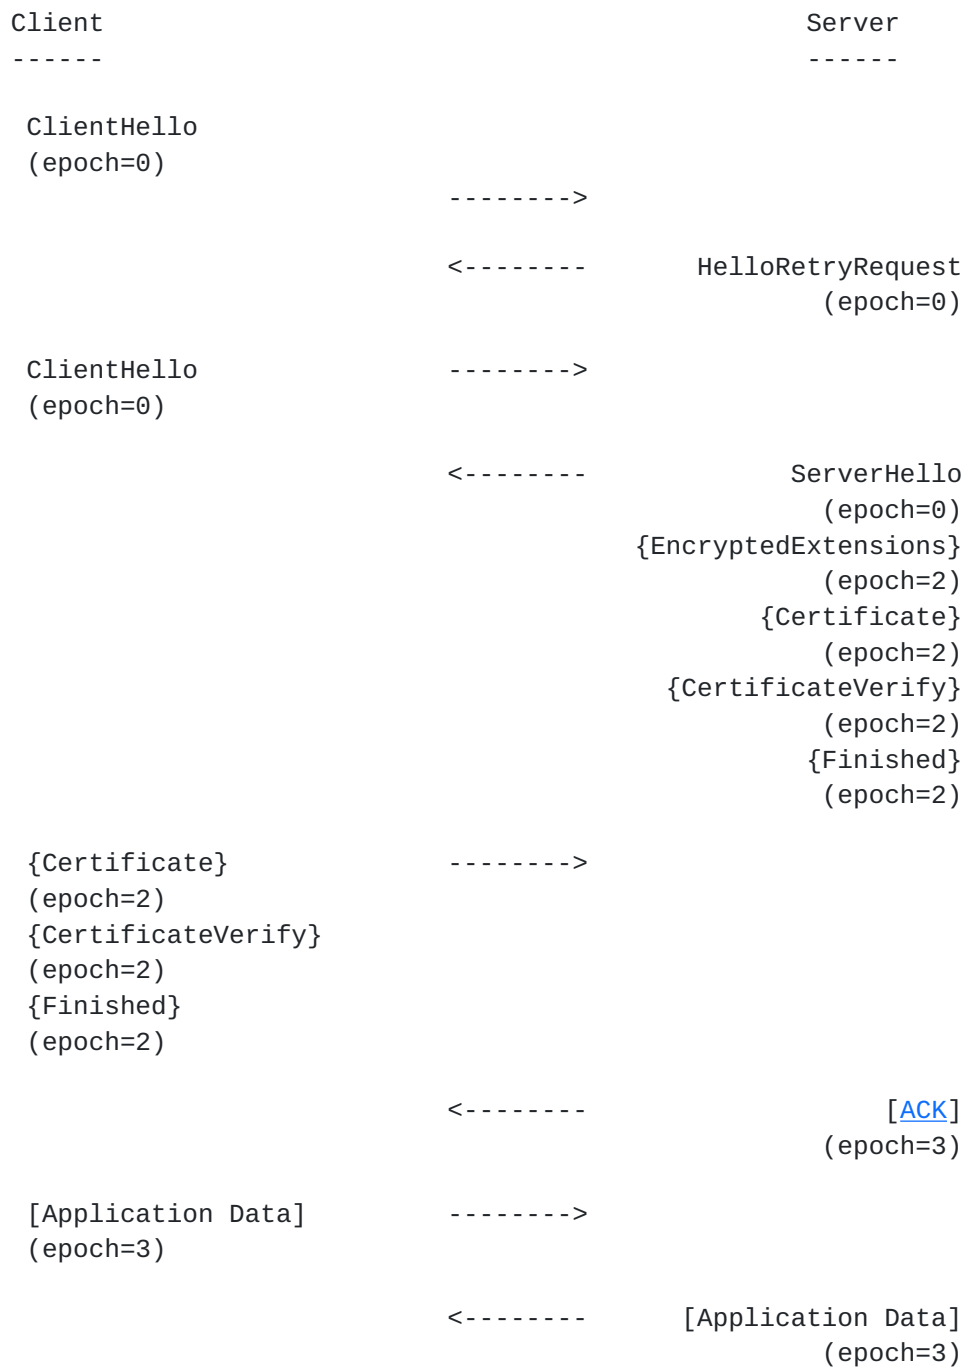 Client                                             Server
------                                             ------

 ClientHello
 (epoch=0)
                            -------->

                            <--------       HelloRetryRequest
                                                    (epoch=0)

 ClientHello                -------->
 (epoch=0)

                            <--------             ServerHello
                                                    (epoch=0)
                                        {EncryptedExtensions}
                                                    (epoch=2)
                                                {Certificate}
                                                    (epoch=2)
                                          {CertificateVerify}
                                                    (epoch=2)
                                                   {Finished}
                                                    (epoch=2)

 {Certificate}              -------->
 (epoch=2)
 {CertificateVerify}
 (epoch=2)
 {Finished}
 (epoch=2)

                            <--------                   [ACK]
                                                    (epoch=3)

 [Application Data]         -------->
 (epoch=3)

                            <--------      [Application Data]
                                                    (epoch=3)